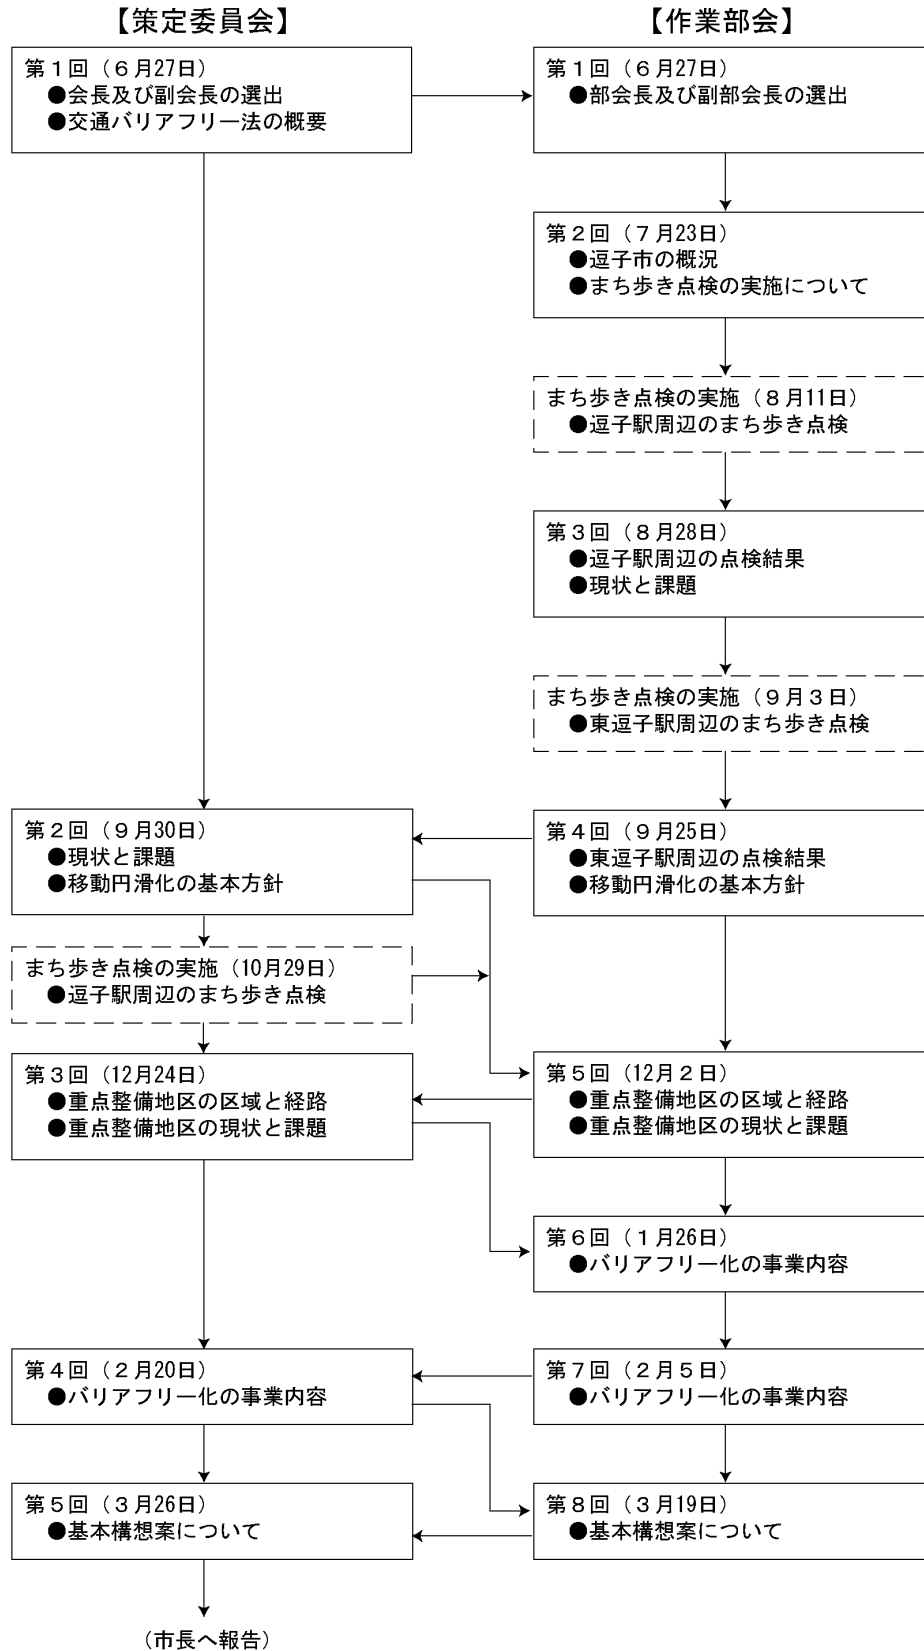 【策定委員会】
第１回（６月27日）
●会長及び副会長の選出
●交通バリアフリー法の概要
第２回（９月30日）
●現状と課題
●移動円滑化の基本方針
まち歩き点検の実施（10月29日）
●逗子駅周辺のまち歩き点検
第３回（12月24日）
●重点整備地区の区域と経路
●重点整備地区の現状と課題
第４回（２月20日）
●バリアフリー化の事業内容
第５回（３月26日）
●基本構想案について
（市長へ報告）
【作業部会】
第１回（６月27日）
●部会長及び副部会長の選出
第２回（７月23日）
●逗子市の概況
●まち歩き点検の実施について
まち歩き点検の実施（８月11日）
●逗子駅周辺のまち歩き点検
第３回（８月28日）
●逗子駅周辺の点検結果
●現状と課題
まち歩き点検の実施（９月３日）
●東逗子駅周辺のまち歩き点検
第４回（９月25日）
●東逗子駅周辺の点検結果
●移動円滑化の基本方針
第５回（12月２日）
●重点整備地区の区域と経路
●重点整備地区の現状と課題
第６回（１月26日）
●バリアフリー化の事業内容
第７回（２月５日）
●バリアフリー化の事業内容
第８回（３月19日）
●基本構想案について